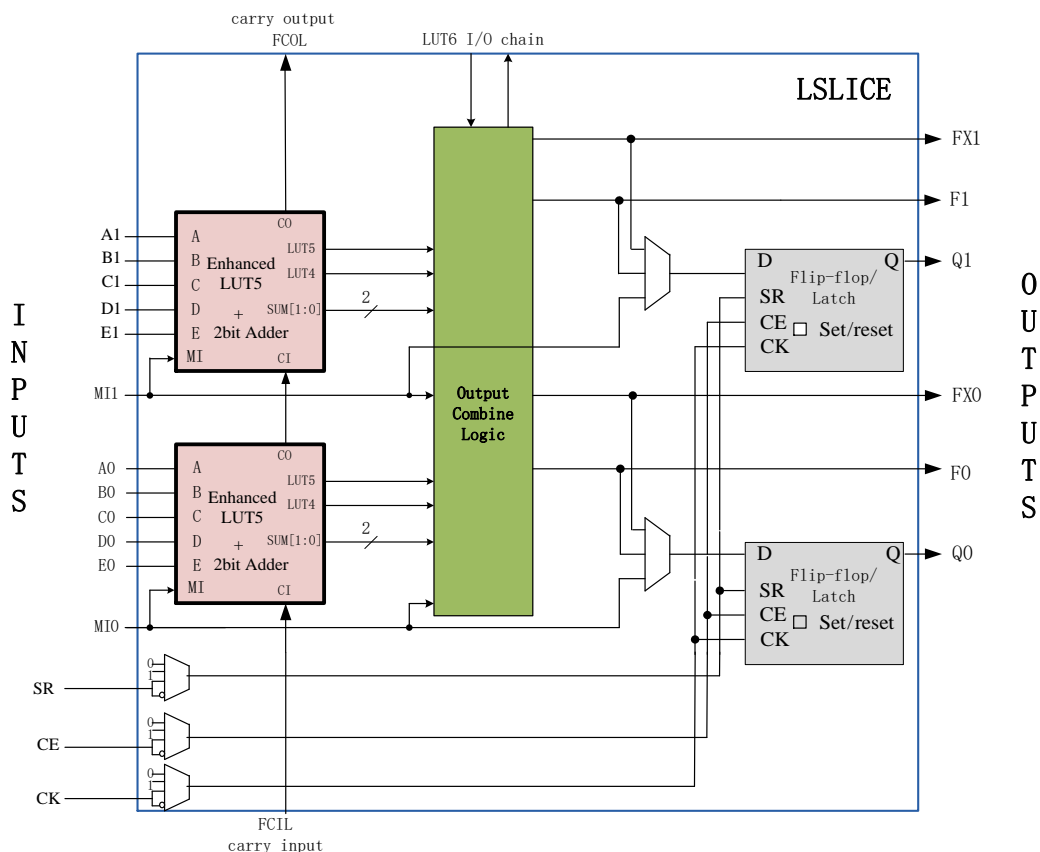 carry output
FCOL
LUT6 I/O chain
LSLICE
INPUTS
OUTPUTS
A1
B1
C1
D1
E1
MI1
A
B
C
D
E
MI
CO
Enhanced
LUT5
+
2bit Adder
LUT5
LUT4
SUM[1:0]
CI
2
A0
B0
C0
D0
E0
MI0
A
B
C
D
E
MI
CO
Enhanced
LUT5
+
2bit Adder
LUT5
LUT4
SUM[1:0]
CI
2
Output
Combine
Logic
FX1
F1
D
SR
CE
CK
Q
Flip-flop/
Latch
Set/reset
Q1
FX0
F0
D
SR
CE
CK
Q
Flip-flop/
Latch
Set/reset
Q0
SR
0
1
CE
0
1
CK
0
1
FCIL
carry input